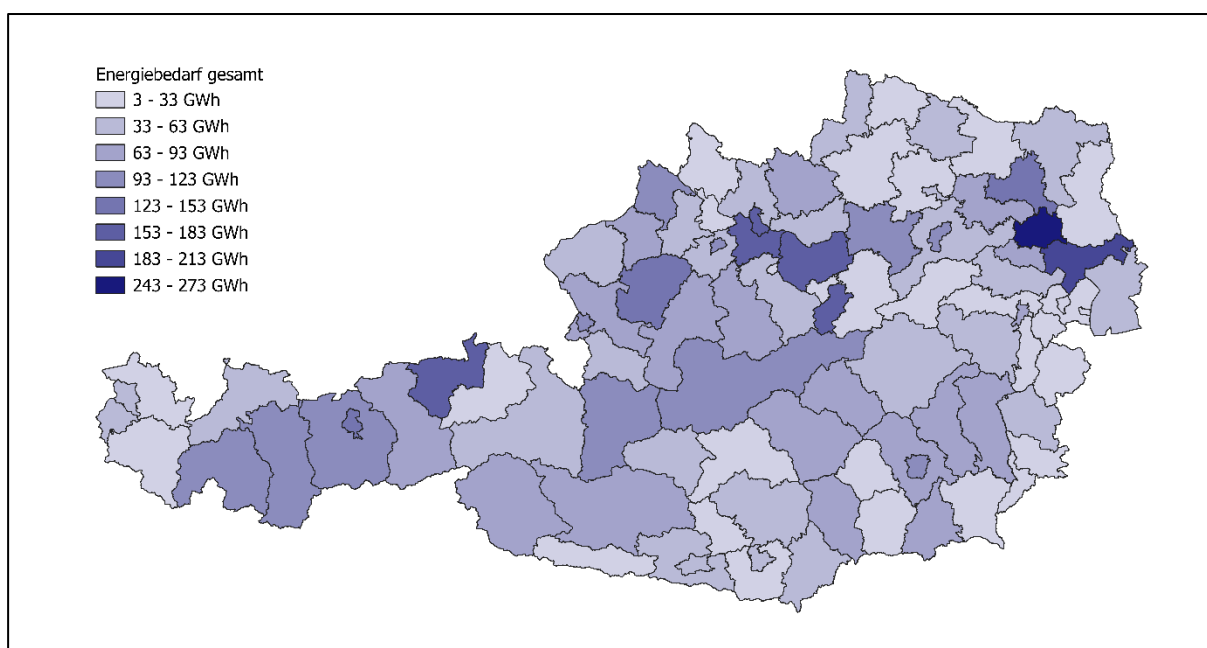 Energiebedarf gesamt
3 - 33 GWh
33 - 63 GWh
63 - 93 GWh
93 - 123 GWh
123 - 153 GWh
153 - 183 GWh
183 - 213 GWh
243 - 273 GWh